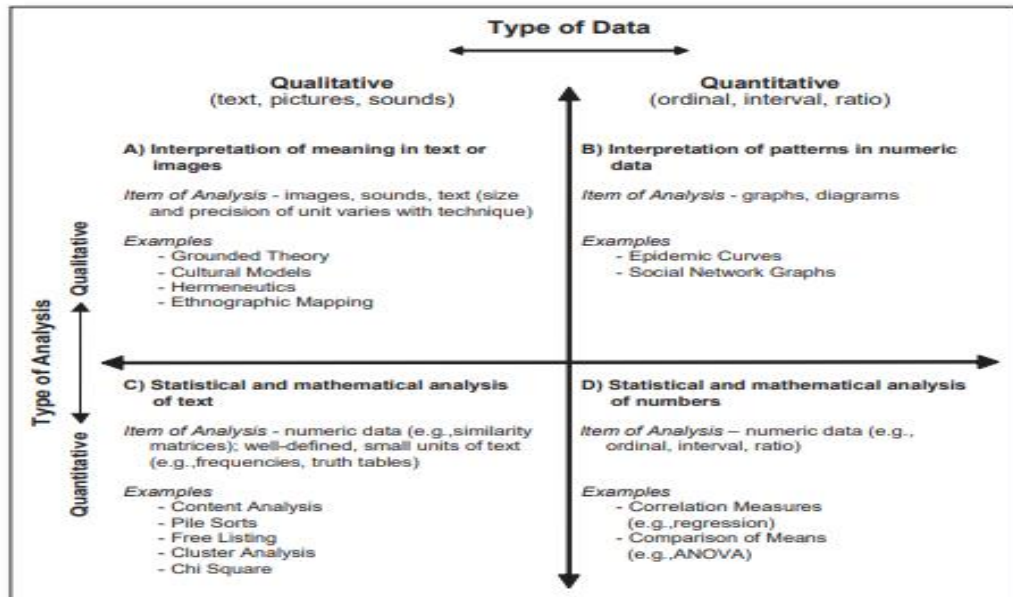 Type of Data
Qualitative
(text, pictures, sounds)
Quantitative
(ordinal, interval, ratio)
Type of Analysis
Qualitative
Quantitative
A) Interpretation of meaning in text or
images
Item of Analysis - images, sounds, text (size
and precision of unit varies with technique)
Examples
- Grounded Theory
- Cultural Models
- Hermeneutics
- Ethnographic Mapping
B) Interpretation of patterns in numeric
data
Item of Analysis - graphs, diagrams
Examples
- Epidemic Curves
- Social Network Graphs
C) Statistical and mathematical analysis
of text
Item of Analysis - numeric data (e.g.,similarity
matrices); well-defined, small units of text
(e.g.,frequencies, truth tables)
Examples
- Content Analysis
- Pile Sorts
- Free Listing
- Cluster Analysis
- Chi Square
D) Statistical and mathematical analysis
of numbers
Item of Analysis – numeric data (e.g.,
ordinal, interval, ratio)
Examples
- Correlation Measures
(e.g.,regression)
- Comparison of Means
(e.g.,ANOVA)